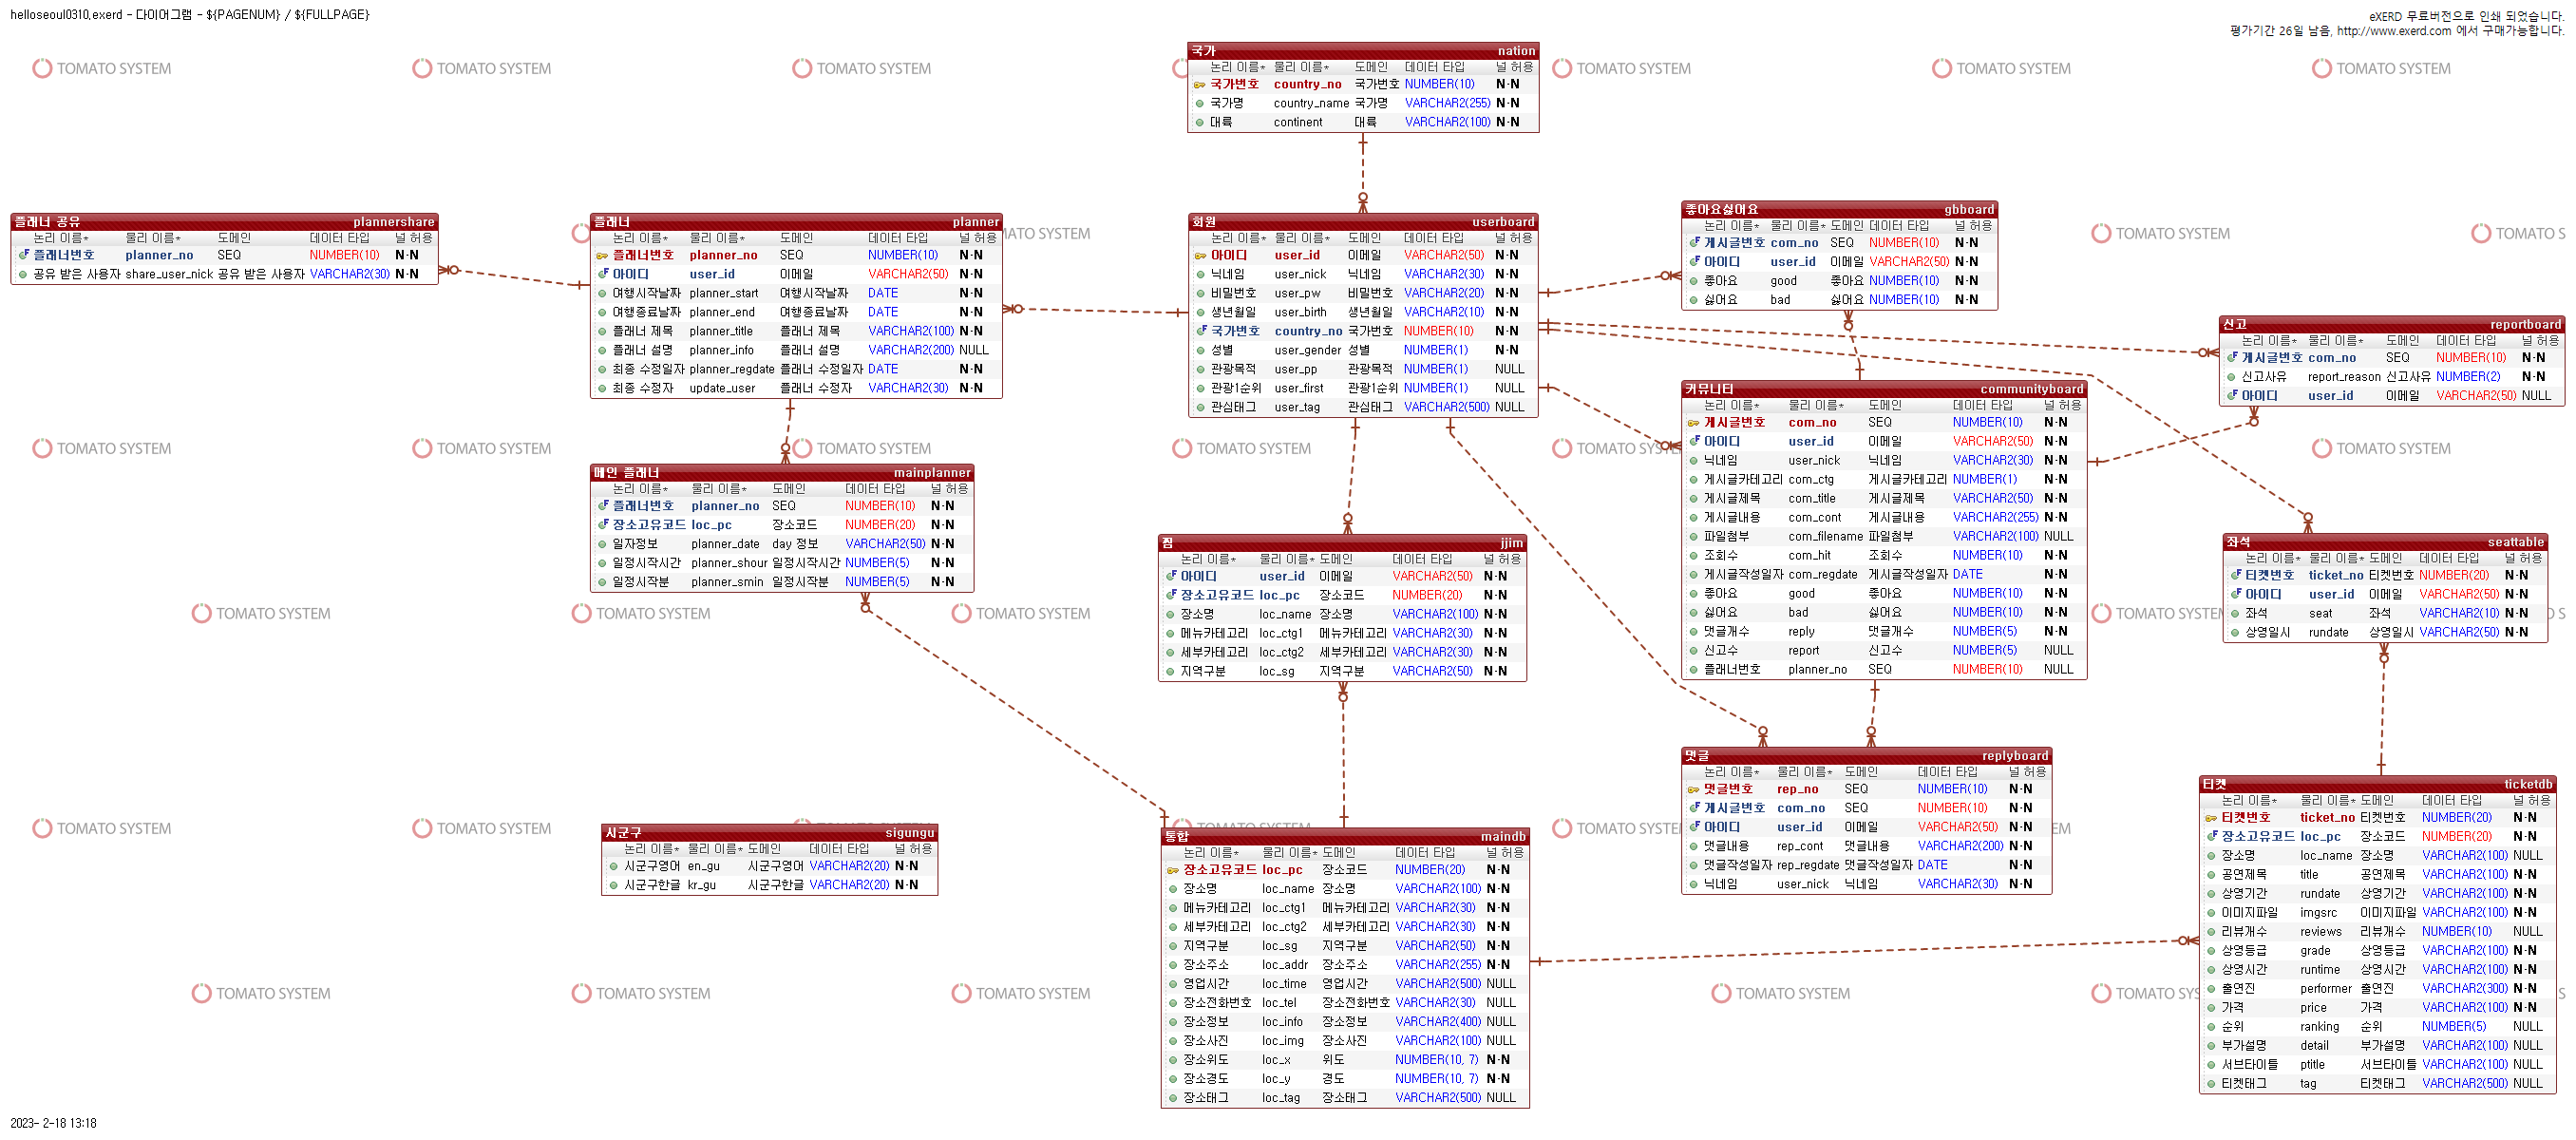 helloseoul0310.exerd - 다이어그램 - ${PAGENUM} / ${FULLPAGE}
eXERD 무료버전으로 인쇄 되었습니다.
평가기간 26일 남음, http://www.exerd.com 에서 구매가능합니다.
TOMATO SYSTEM
국가 nation
논리 이름* 물리 이름* 도메인 데이터 타입 널 허용
국가번호 country_no 국가번호 NUMBER(10) N-N
국가명 country_name 국가명 VARCHAR2(255) N-N
대륙 continent 대륙 VARCHAR2(100) N-N
플래너 공유 plannershare
논리 이름* 물리 이름* 도메인 데이터 타입 널 허용
플래너번호 planner_no SEQ NUMBER(10) N-N
공유 받은 사용자 share_user_nick 공유 받은 사용자 VARCHAR2(30) N-N
플래너 planner
논리 이름* 물리 이름* 도메인 데이터 타입 널 허용
플래너번호 planner_no SEQ NUMBER(10) N-N
아이디 user_id 이메일 VARCHAR2(50) N-N
여행시작날짜 planner_start 여행시작날짜 DATE N-N
여행종료날짜 planner_end 여행종료날짜 DATE N-N
플래너 제목 planner_title 플래너 제목 VARCHAR2(100) N-N
플래너 설명 planner_info 플래너 설명 VARCHAR2(200) NULL
최종 수정일자 planner_regdate 플래너 수정일자 DATE N-N
최종 수정자 update_user 플래너 수정자 VARCHAR2(30) N-N
회원 userboard
논리 이름* 물리 이름* 도메인 데이터 타입 널 허용
아이디 user_id 이메일 VARCHAR2(50) N-N
닉네임 user_nick 닉네임 VARCHAR2(30) N-N
비밀번호 user_pw 비밀번호 VARCHAR2(20) N-N
생년월일 user_birth 생년월일 VARCHAR2(10) N-N
국가번호 country_no 국가번호 NUMBER(10) N-N
성별 user_gender 성별 NUMBER(1) N-N
관광목적 user_pp 관광목적 NUMBER(1) NULL
관광1순위 user_first 관광1순위 NUMBER(1) NULL
관심태그 user_tag 관심태그 VARCHAR2(500) NULL
좋아요싫어요 gbboard
논리 이름* 물리 이름* 도메인 데이터 타입 널 허용
게시글번호 com_no SEQ NUMBER(10) N-N
아이디 user_id 이메일 VARCHAR2(50) N-N
좋아요 good 좋아요 NUMBER(10) N-N
싫어요 bad 싫어요 NUMBER(10) N-N
신고 reportboard
논리 이름* 물리 이름* 도메인 데이터 타입 널 허용
게시글번호 com_no SEQ NUMBER(10) N-N
신고사유 report_reason 신고사유 NUMBER(2) N-N
아이디 user_id 이메일 VARCHAR2(50) NULL
커뮤니티 communityboard
논리 이름* 물리 이름* 도메인 데이터 타입 널 허용
게시글번호 com_no SEQ NUMBER(10) N-N
아이디 user_id 이메일 VARCHAR2(50) N-N
닉네임 user_nick 닉네임 VARCHAR2(30) N-N
게시글카테고리 com_ctg 게시글카테고리 NUMBER(1) N-N
게시글제목 com_title 게시글제목 VARCHAR2(50) N-N
게시글내용 com_cont 게시글내용 VARCHAR2(255) N-N
파일첨부 com_filename 파일첨부 VARCHAR2(100) NULL
조회수 com_hit 조회수 NUMBER(10) N-N
게시글작성일자 com_regdate 게시글작성일자 DATE N-N
좋아요 good 좋아요 NUMBER(10) N-N
싫어요 bad 싫어요 NUMBER(10) N-N
댓글개수 reply 댓글개수 NUMBER(5) N-N
신고수 report 신고수 NUMBER(5) NULL
플래너번호 planner_no SEQ NUMBER(10) NULL
메인 플래너 mainplanner
논리 이름* 물리 이름* 도메인 데이터 타입 널 허용
플래너번호 planner_no SEQ NUMBER(10) N-N
장소고유코드 loc_pc 장소코드 NUMBER(20) N-N
일자정보 planner_date day 정보 VARCHAR2(50) N-N
일정시작시간 planner_shour 일정시작시간 NUMBER(5) N-N
일정시작분 planner_smin 일정시작분 NUMBER(5) N-N
찜 jjim
논리 이름* 물리 이름* 도메인 데이터 타입 널 허용
아이디 user_id 이메일 VARCHAR2(50) N-N
장소고유코드 loc_pc 장소코드 NUMBER(20) N-N
장소명 loc_name 장소명 VARCHAR2(100) N-N
메뉴카테고리 loc_ctg1 메뉴카테고리 VARCHAR2(30) N-N
세부카테고리 loc_ctg2 세부카테고리 VARCHAR2(30) N-N
지역구분 loc_sg 지역구분 VARCHAR2(50) N-N
좌석 seattable
논리 이름* 물리 이름* 도메인 데이터 타입 널 허용
티켓번호 ticket_no 티켓번호 NUMBER(20) N-N
아이디 user_id 이메일 VARCHAR2(50) N-N
좌석 seat 좌석 VARCHAR2(10) N-N
상영일시 rundate 상영일시 VARCHAR2(50) N-N
댓글 replyboard
논리 이름* 물리 이름* 도메인 데이터 타입 널 허용
댓글번호 rep_no SEQ NUMBER(10) N-N
게시글번호 com_no SEQ NUMBER(10) N-N
아이디 user_id 이메일 VARCHAR2(50) N-N
댓글내용 rep_cont 댓글내용 VARCHAR2(200) N-N
댓글작성일자 rep_regdate 댓글작성일자 DATE N-N
닉네임 user_nick 닉네임 VARCHAR2(30) N-N
시군구 sigungu
논리 이름* 물리 이름* 도메인 데이터 타입 널 허용
시군구영어 en_gu 시군구영어 VARCHAR2(20) N-N
시군구한글 kr_gu 시군구한글 VARCHAR2(20) N-N
통합 maindb
논리 이름* 물리 이름* 도메인 데이터 타입 널 허용
장소고유코드 loc_pc 장소코드 NUMBER(20) N-N
장소명 loc_name 장소명 VARCHAR2(100) N-N
메뉴카테고리 loc_ctg1 메뉴카테고리 VARCHAR2(30) N-N
세부카테고리 loc_ctg2 세부카테고리 VARCHAR2(30) N-N
지역구분 loc_sg 지역구분 VARCHAR2(50) N-N
장소주소 loc_addr 장소주소 VARCHAR2(255) N-N
영업시간 loc_time 영업시간 VARCHAR2(500) NULL
장소전화번호 loc_tel 장소전화번호 VARCHAR2(30) NULL
장소정보 loc_info 장소정보 VARCHAR2(400) NULL
장소사진 loc_img 장소사진 VARCHAR2(100) NULL
장소위도 loc_x 위도 NUMBER(10, 7) N-N
장소경도 loc_y 경도 NUMBER(10, 7) N-N
장소태그 loc_tag 장소태그 VARCHAR2(500) NULL
티켓 ticketdb
논리 이름* 물리 이름* 도메인 데이터 타입 널 허용
티켓번호 ticket_no 티켓번호 NUMBER(20) N-N
장소고유코드 loc_pc 장소코드 NUMBER(20) N-N
장소명 loc_name 장소명 VARCHAR2(100) NULL
공연제목 title 공연제목 VARCHAR2(100) N-N
상영기간 rundate 상영기간 VARCHAR2(100) N-N
이미지파일 imgsrc 이미지파일 VARCHAR2(100) N-N
리뷰개수 reviews 리뷰개수 NUMBER(10) NULL
상영등급 grade 상영등급 VARCHAR2(100) N-N
상영시간 runtime 상영시간 VARCHAR2(100) N-N
출연진 performer 출연진 VARCHAR2(300) N-N
가격 price 가격 VARCHAR2(100) N-N
순위 ranking 순위 NUMBER(5) NULL
부가설명 detail 부가설명 VARCHAR2(100) NULL
서브타이틀 ptitle 서브타이틀 VARCHAR2(100) NULL
티켓태그 tag 티켓태그 VARCHAR2(500) NULL
2023- 2-18 13:18